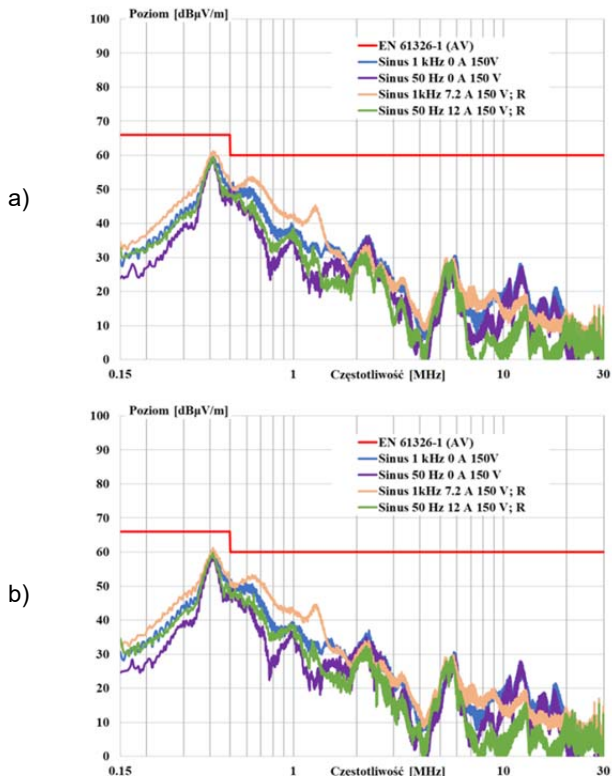 a)
Poziom [dBµV/m]
100
90
80
70
60
50
40
30
20
10
0
EN 61326-1 (AV)
Sinus 1 kHz 0 A 150V
Sinus 50 Hz 0 A 150 V
Sinus 1kHz 7.2 A 150 V; R
Sinus 50 Hz 12 A 150 V; R
0.15
1
Częstotliwość [MHz]
10
30
b)
Poziom [dBµV/m]
100
90
80
70
60
50
40
30
20
10
0
EN 61326-1 (AV)
Sinus 1 kHz 0 A 150V
Sinus 50 Hz 0 A 150 V
Sinus 1kHz 7.2 A 150 V; R
Sinus 50 Hz 12 A 150 V; R
0.15
1
Częstotliwość [MHz]
10
30